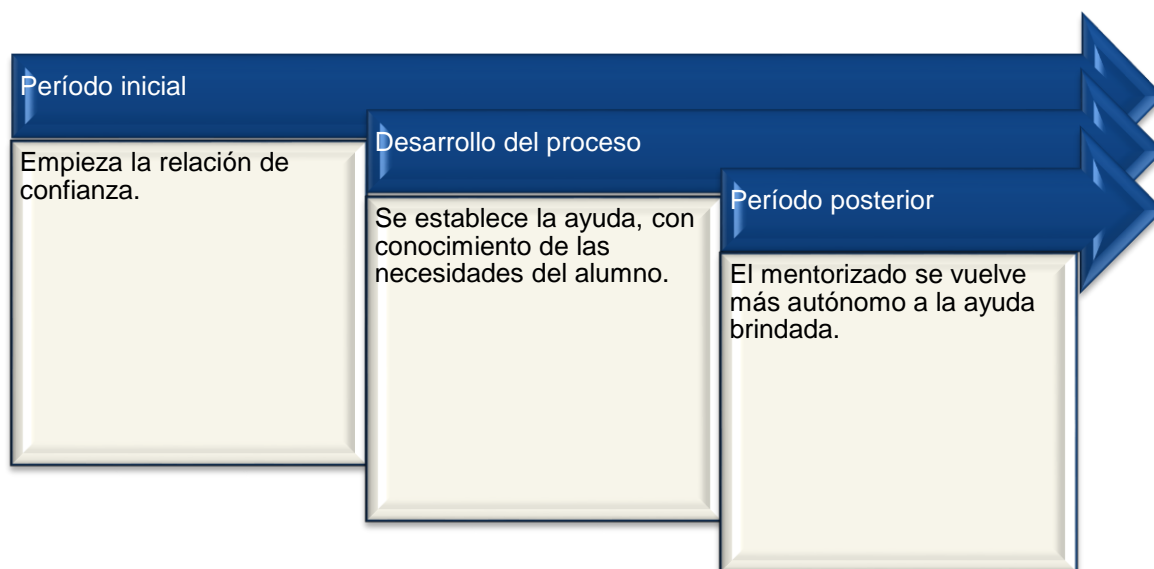 Período inicial
Empieza la relación de
confianza.
Desarrollo del proceso
Se establece la ayuda, con
conocimiento de las
necesidades del alumno.
Período posterior
El mentorizado se vuelve
más autónomo a la ayuda
brindada.